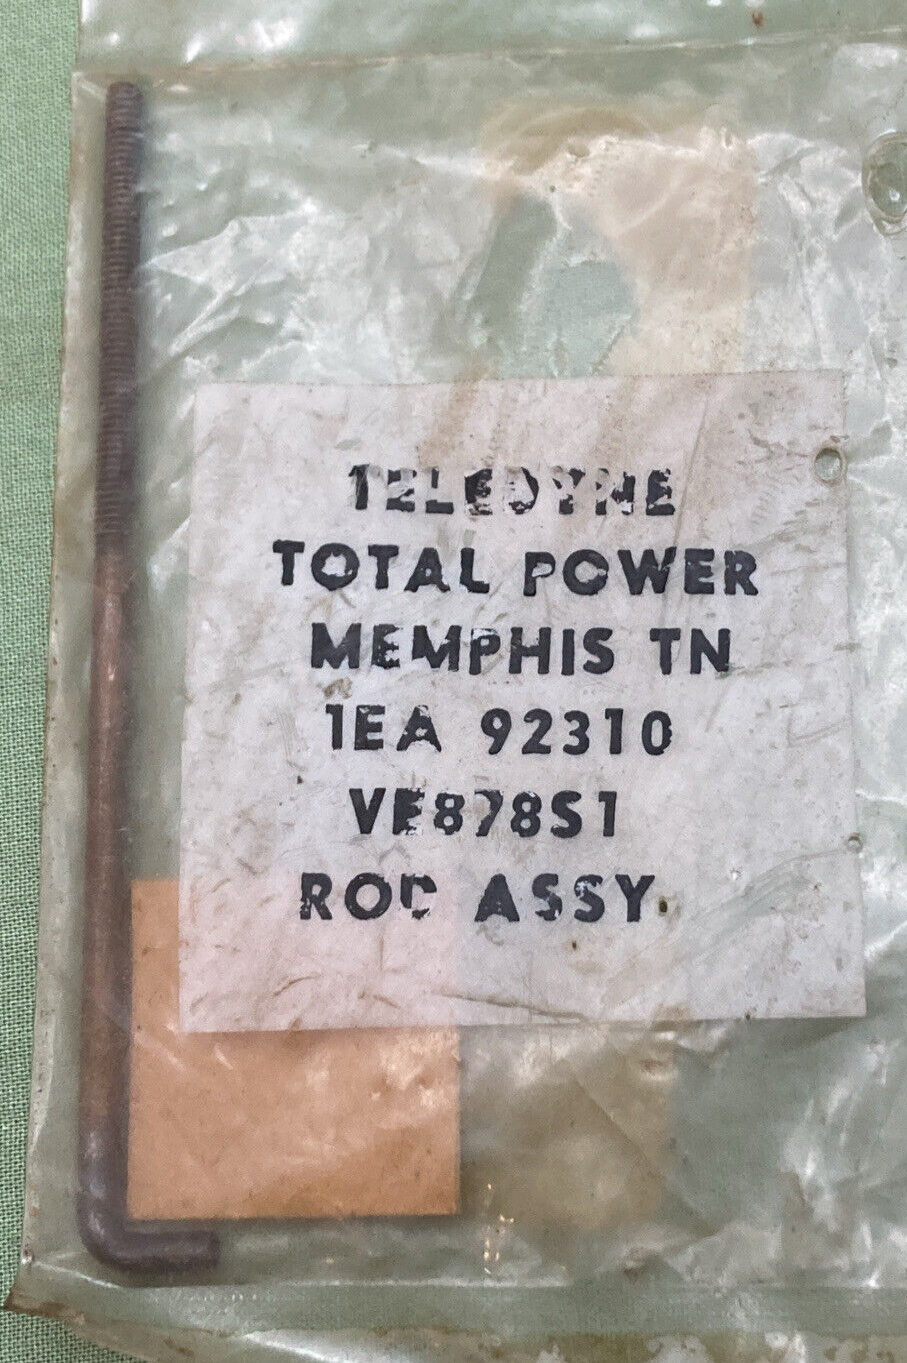 TELEDYNE
TOTAL POWER
MEMPHIS TN
1EA 92310
VE878S1
ROD ASSY